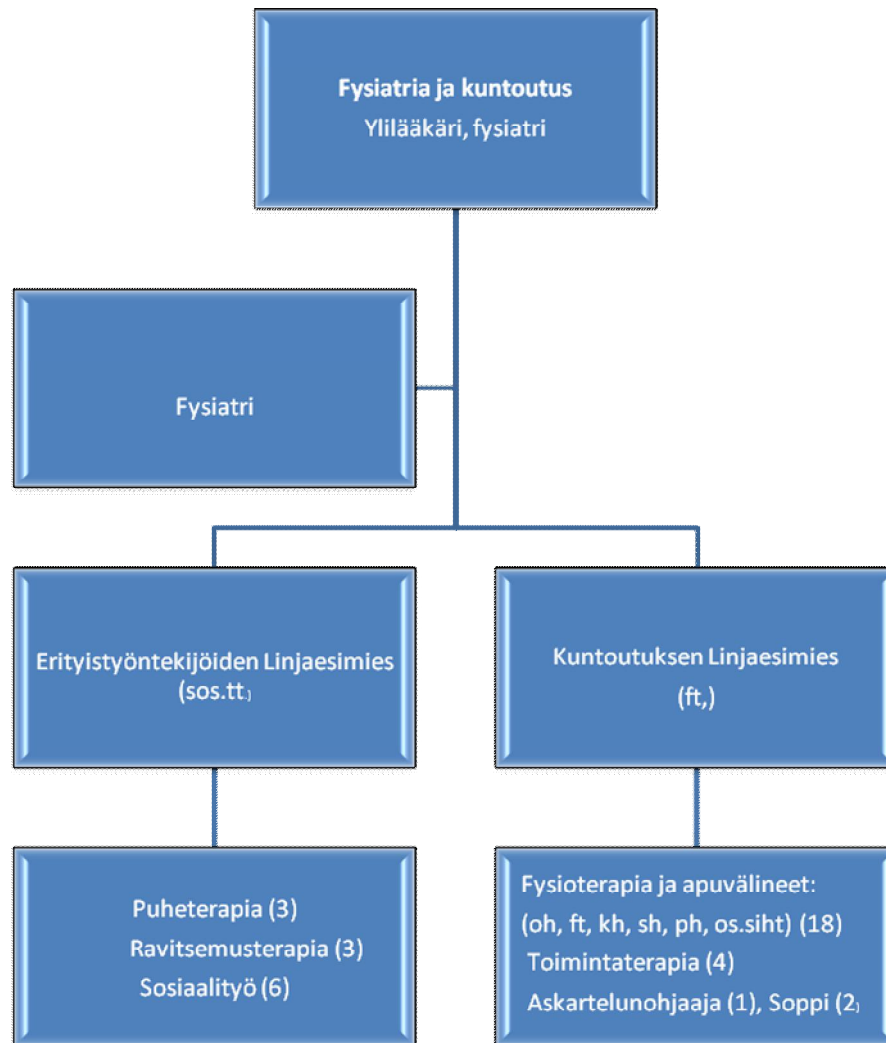 Fysiatria ja kuntoutus
Ylilääkäri, fysiatri
Fysiatri
Erityistyöntekijöiden Linjaesimies
(sos.tt.)
Kuntoutuksen Linjaesimies
(ft,)
Puheterapia (3)
Ravitsemusterapia (3)
Sosiaalityö (6)
Fysioterapia ja apuvälineet:
(oh, ft, kh, sh, ph, os.siht) (18)
Toimintaterapia (4)
Askartelunohjaaja (1), Soppi (2)